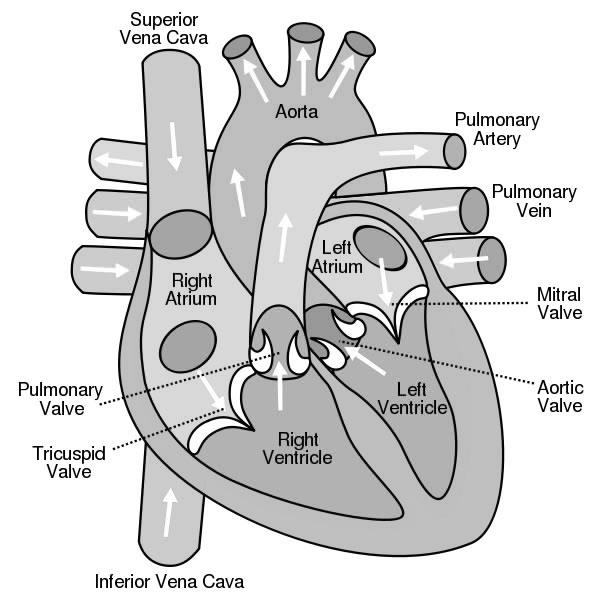 Superior
Vena Cava
Aorta
Pulmonary
Artery
Pulmonary
Vein
Left
Atrium
Right
Atrium
Mitral
Valve
Pulmonary
Valve
Left
Ventricle
Aortic
Valve
Tricuspid
Valve
Right
Ventricle
Inferior Vena Cava